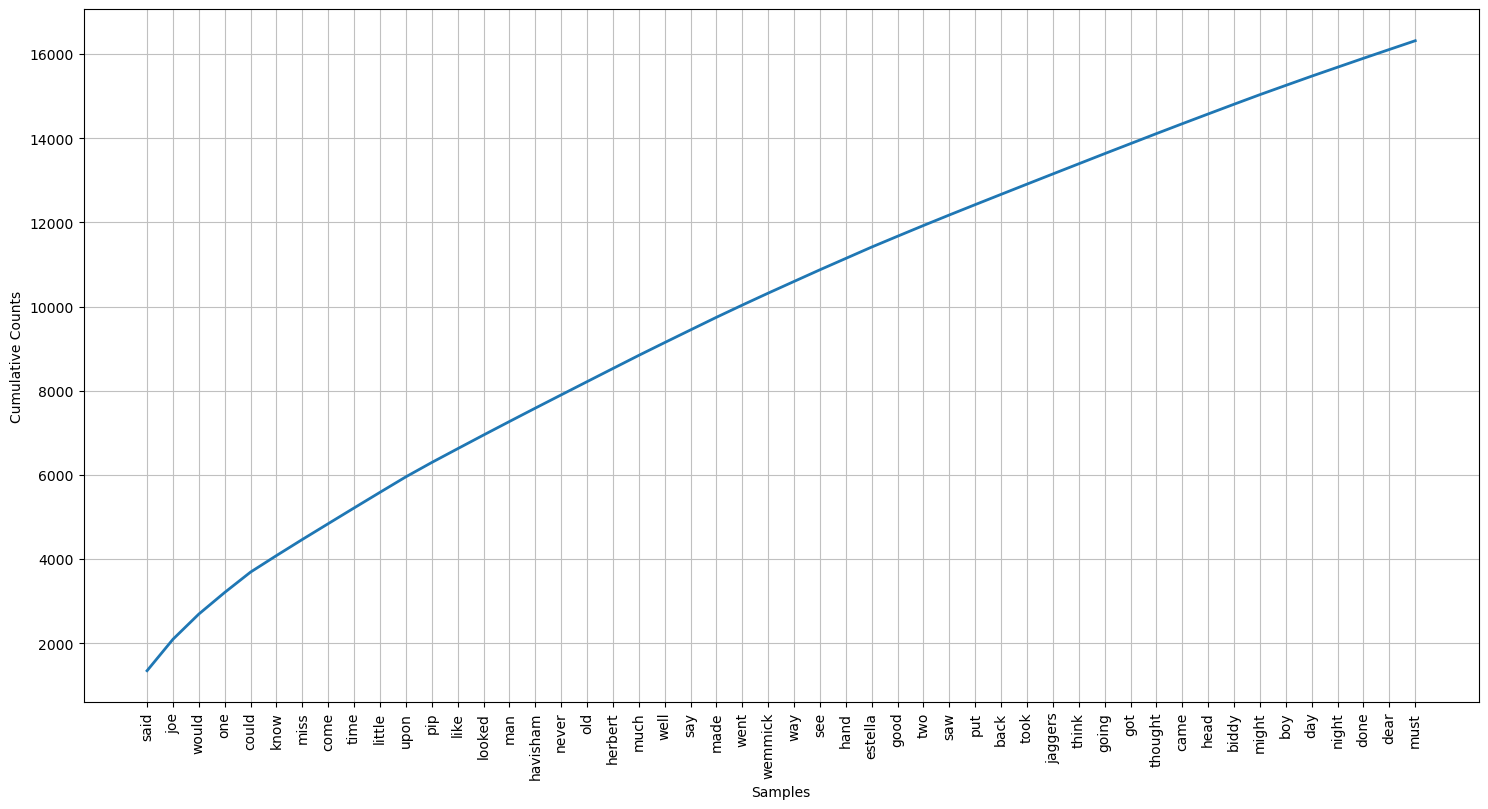 16000
14000
12000
10000
8000
6000
4000
2000
Cumulative Counts
said
joe
would
one
could
know
miss
come
time
little
upon
pip
like
looked
man
havisham
never
old
herbert
much
well
say
made
went
wemmick
way
see
hand
estella
good
two
saw
put
back
took
jaggers
think
going
got
thought
came
head
biddy
might
boy
day
night
done
dear
must
Samples